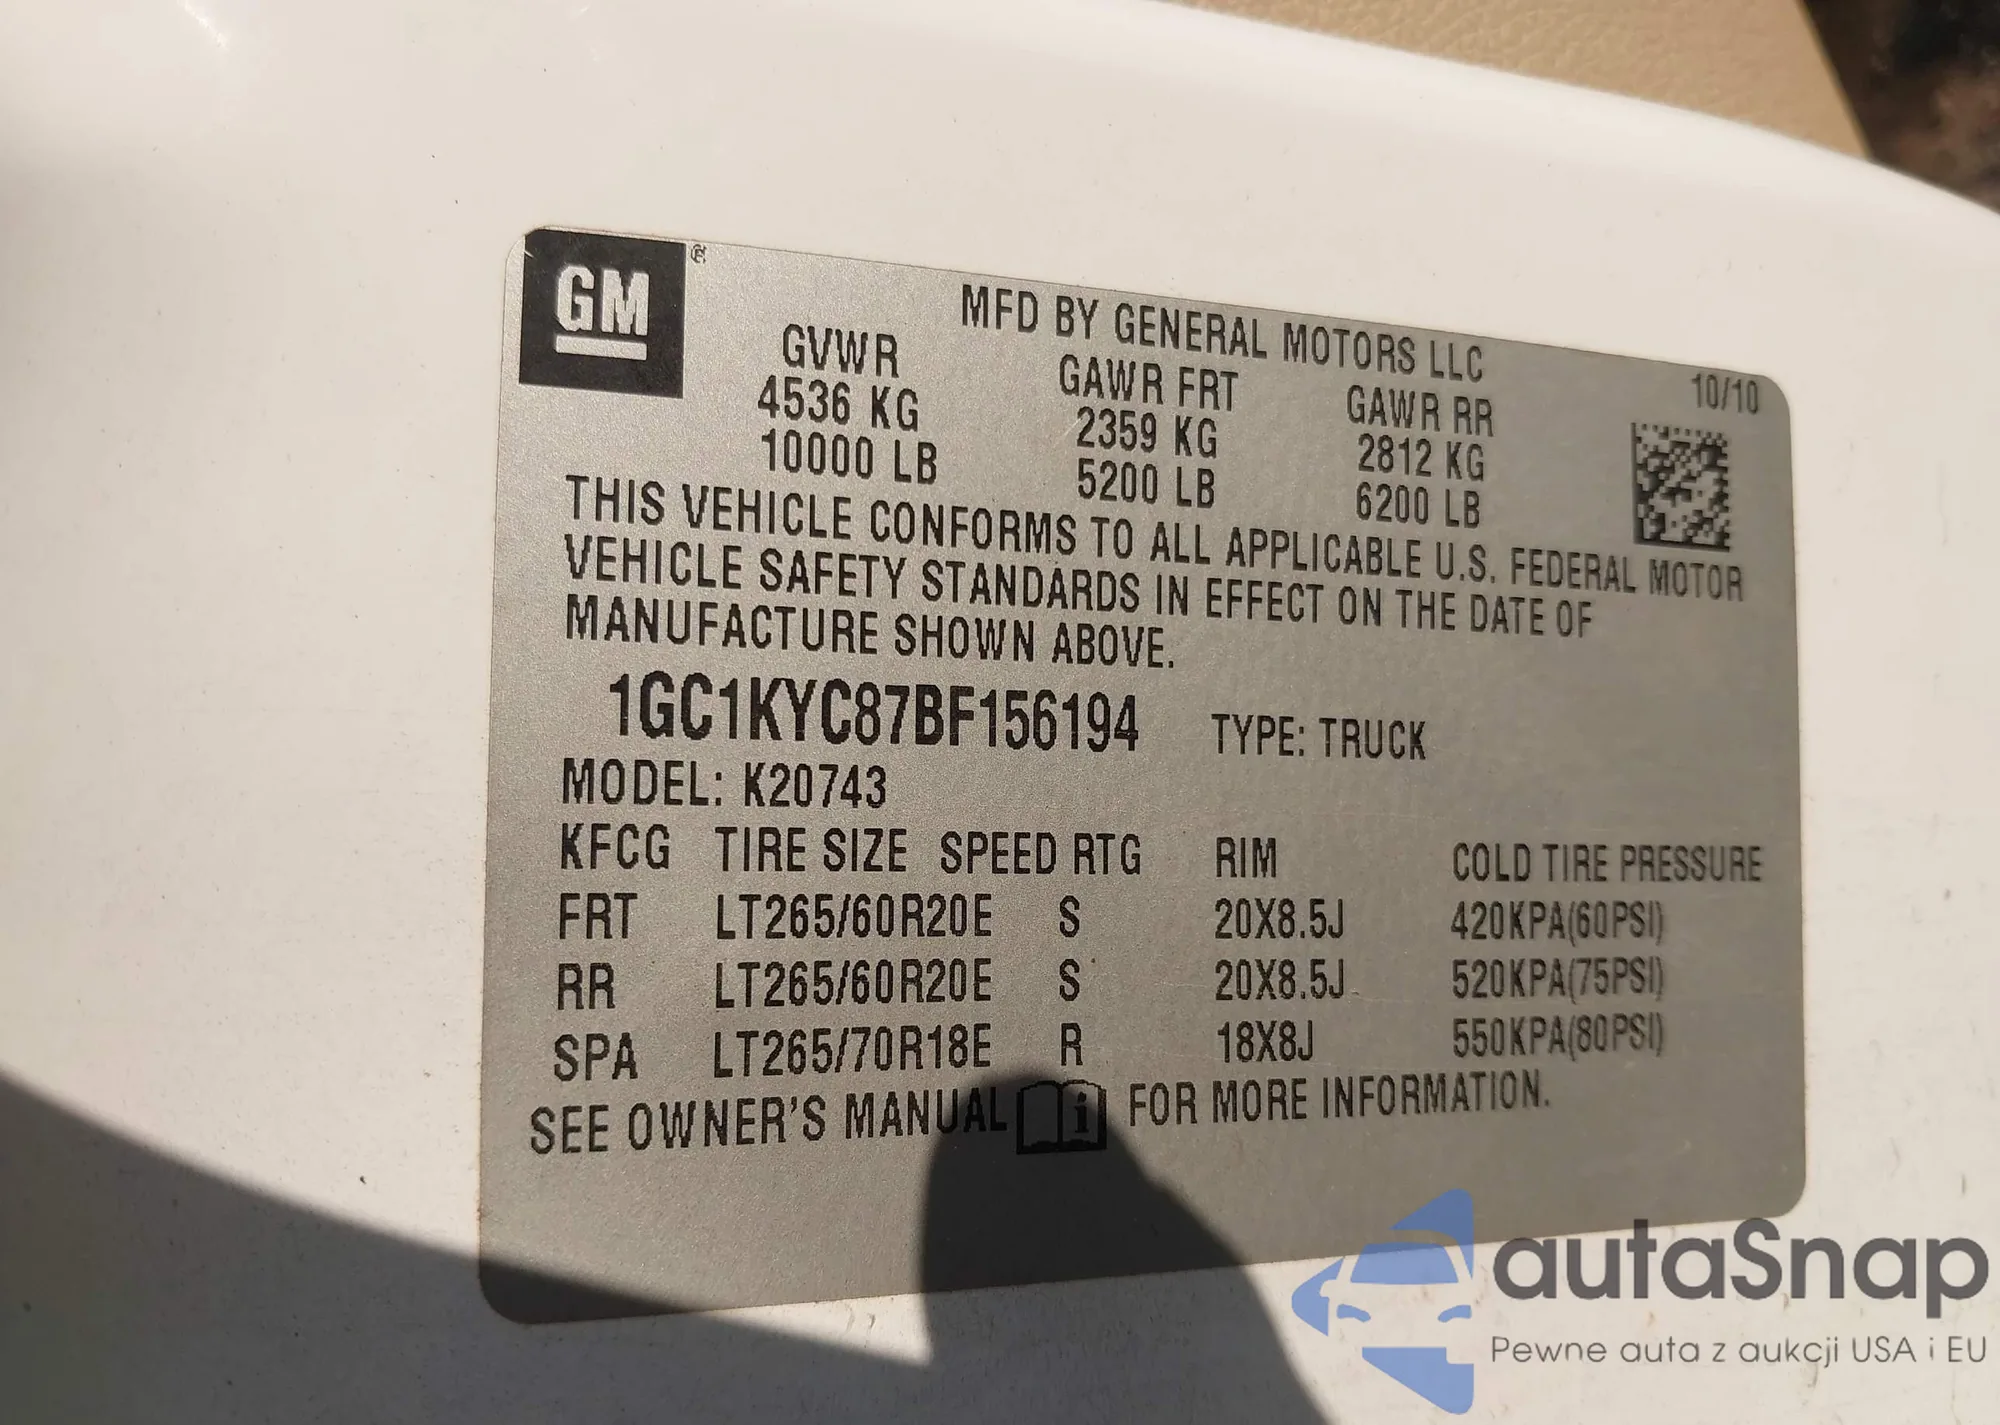 GM
MFD BY GENERAL MOTORS LLC
10/10
GVWR GAWR FRT GAWR RR
4536 KG 2359 KG 2812 KG
10000 LB 5200 LB 6200 LB
THIS VEHICLE CONFORMS TO ALL APPLICABLE U.S. FEDERAL MOTOR
VEHICLE SAFETY STANDARDS IN EFFECT ON THE DATE OF
MANUFACTURE SHOWN ABOVE.
1GC1KYC87BF156194 TYPE: TRUCK
MODEL: K20743
KFCG TIRE SIZE SPEED RTG RIM COLD TIRE PRESSURE
FRT LT265/60R20E S 20X8.5J 420KPA(60PSI)
RR LT265/60R20E S 20X8.5J 520KPA(75PSI)
SPA LT265/70R18E R 18X8J 550KPA(80PSI)
SEE OWNER'S MANUAL i FOR MORE INFORMATION.
autaSnap
Pewne auta z aukcji USA i EU